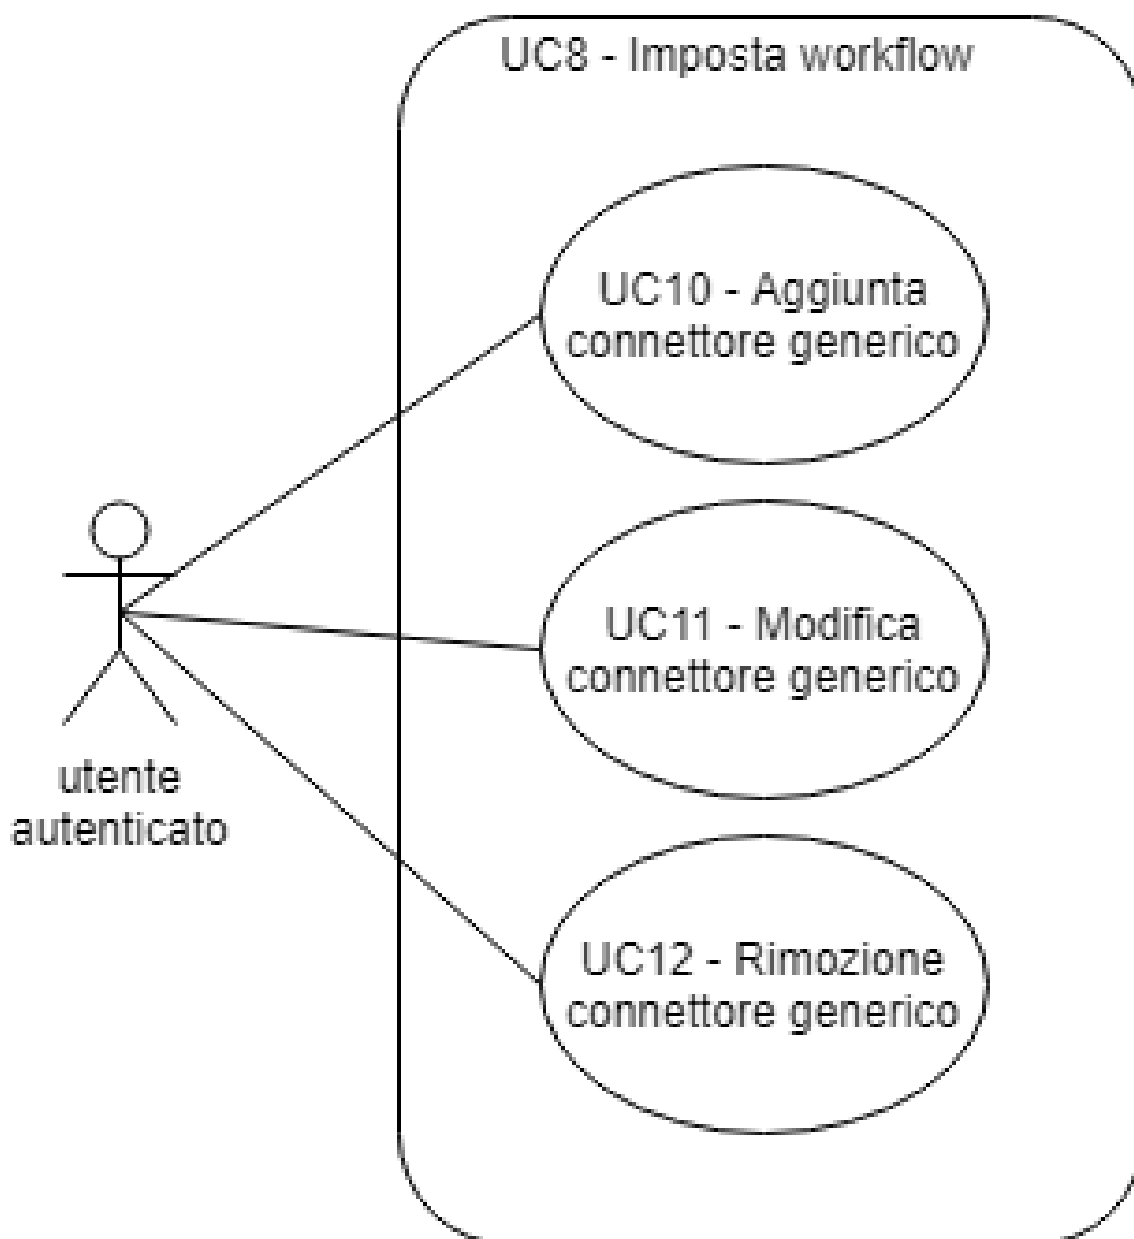 UC8 - Imposta workflow
UC10 - Aggiunta
connettore generico
UC11 - Modifica
connettore generico
utente
autenticato
UC12 - Rimozione
connettore generico